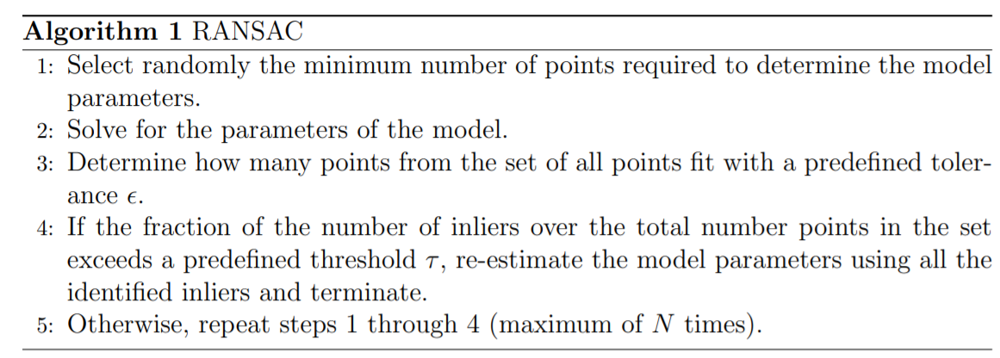 Algorithm 1 RANSAC
1: Select randomly the minimum number of points required to determine the model
parameters.
2: Solve for the parameters of the model.
3: Determine how many points from the set of all points fit with a predefined toler-
ance ϵ.
4: If the fraction of the number of inliers over the total number points in the set
exceeds a predefined threshold τ, re-estimate the model parameters using all the
identified inliers and terminate.
5: Otherwise, repeat steps 1 through 4 (maximum of N times).